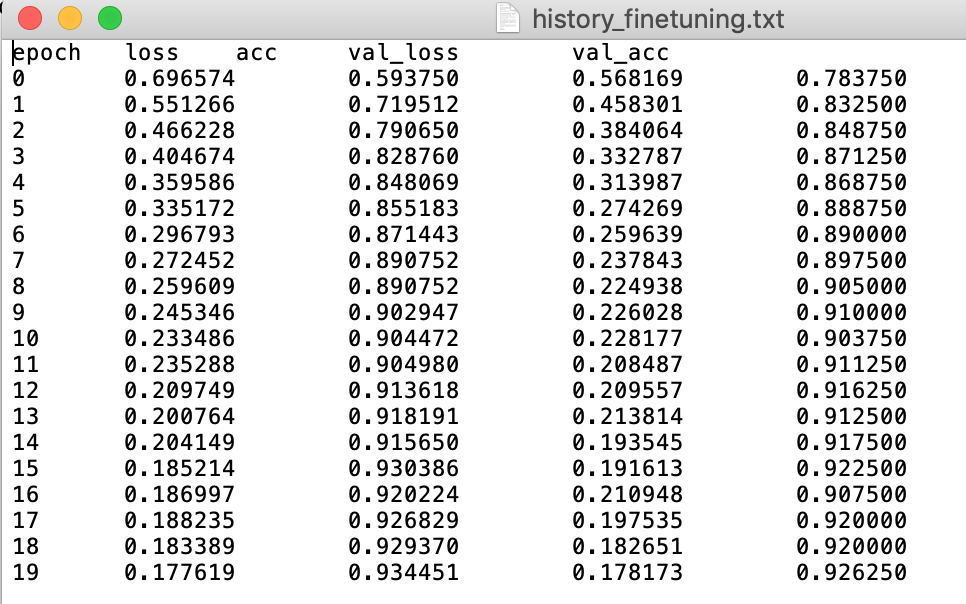 history_finetuning.txt
epoch loss acc val_loss val_acc
0 0.696574 0.593750 0.568169 0.783750
1 0.551266 0.719512 0.458301 0.832500
2 0.466228 0.790650 0.384064 0.848750
3 0.404674 0.828760 0.332787 0.871250
4 0.359586 0.848069 0.313987 0.868750
5 0.335172 0.855183 0.274269 0.888750
6 0.296793 0.871443 0.259639 0.890000
7 0.272452 0.890752 0.237843 0.897500
8 0.259609 0.890752 0.224938 0.905000
9 0.245346 0.902947 0.226028 0.910000
10 0.233486 0.904472 0.228177 0.903750
11 0.235288 0.904980 0.208487 0.911250
12 0.209749 0.913618 0.209557 0.916250
13 0.200764 0.918191 0.213814 0.912500
14 0.204149 0.915650 0.193545 0.917500
15 0.185214 0.930386 0.191613 0.922500
16 0.186997 0.920224 0.210948 0.907500
17 0.188235 0.926829 0.197535 0.920000
18 0.183389 0.929370 0.182651 0.920000
19 0.177619 0.934451 0.178173 0.926250